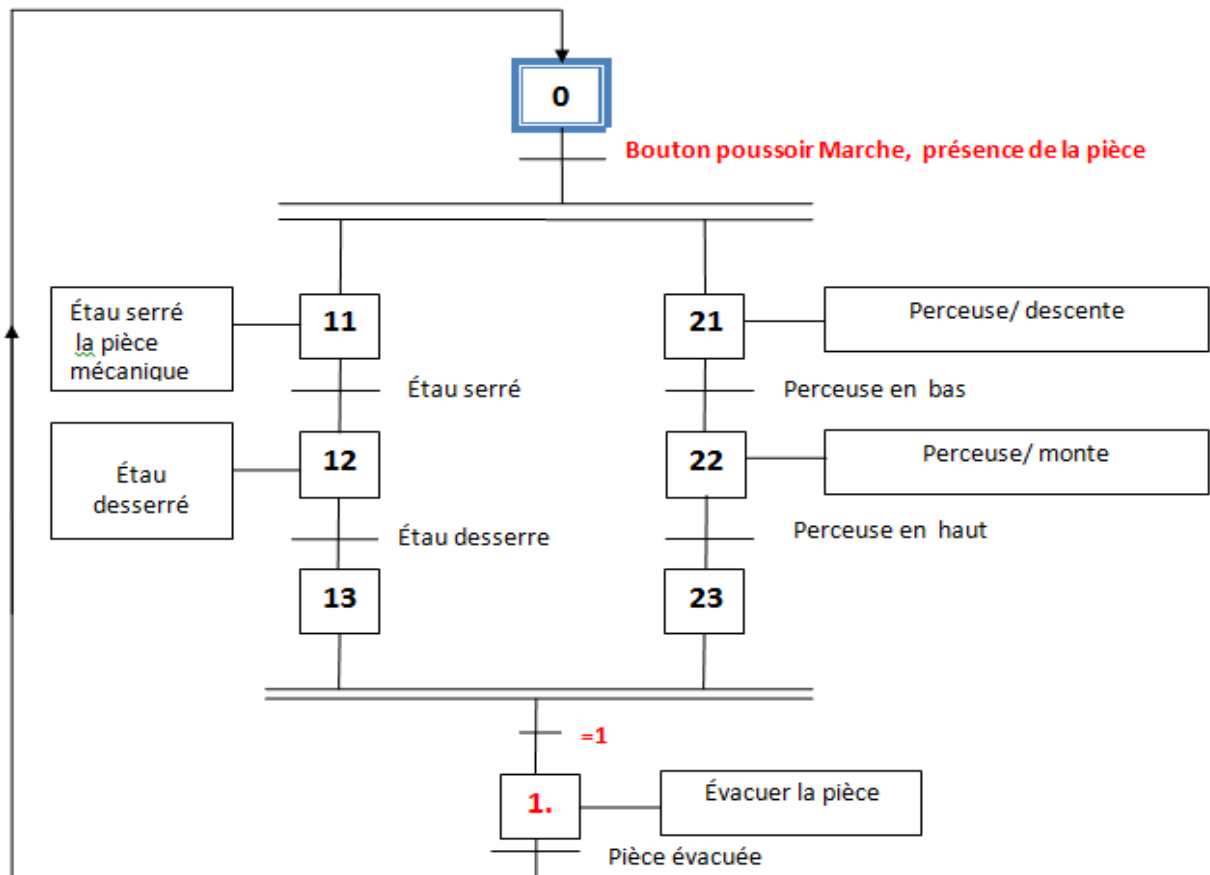 0
Bouton poussoir Marche, présence de la pièce
Étau serré
la pièce
mécanique
11
21
Perceuse/ descente
Étau serré
Perceuse en bas
Étau
desserré
12
22
Perceuse/ monte
Étau desserre
Perceuse en haut
13
23
=1
1.
Évacuer la pièce
Pièce évacuée